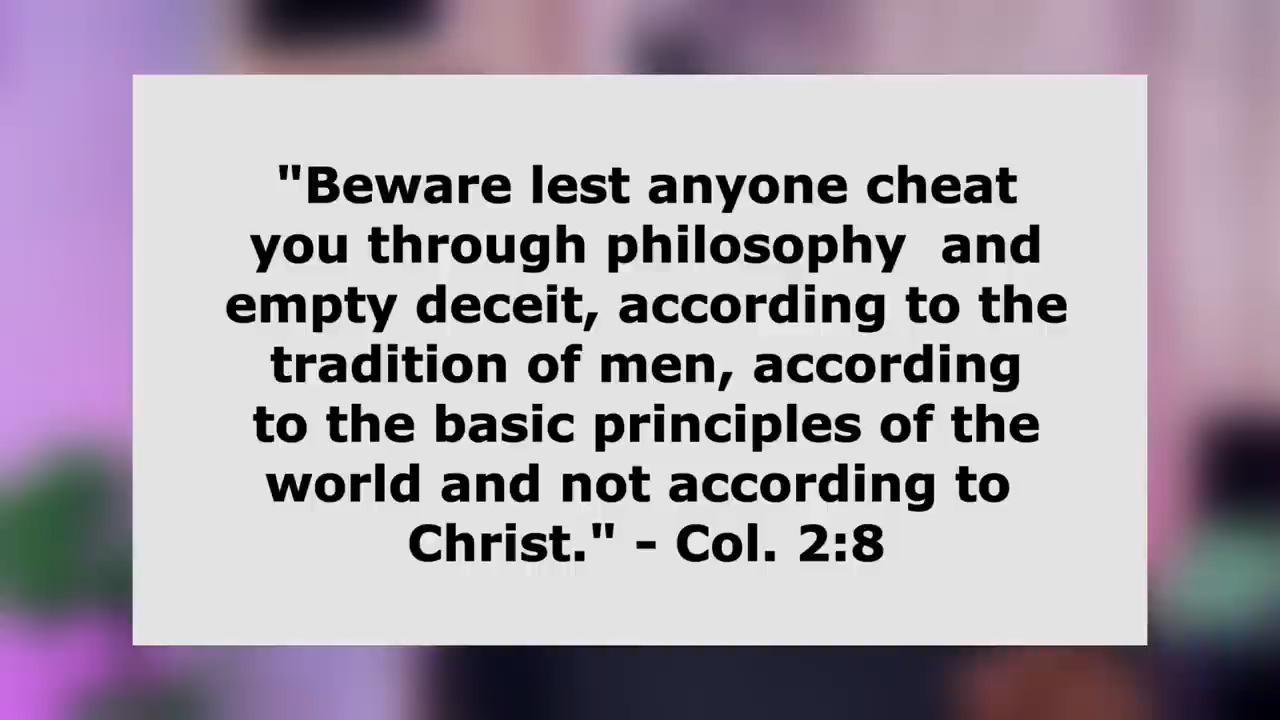 "Beware lest anyone cheat
you through philosophy  and
empty deceit, according to the
tradition of men, according
to the basic principles of the
world and not according to
Christ." - Col. 2:8